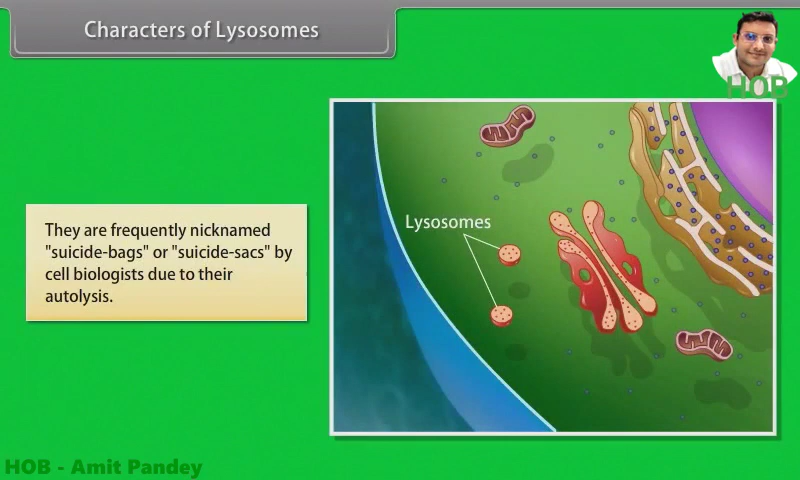 Characters of Lysosomes
HOB
They are frequently nicknamed
"suicide-bags" or "suicide-sacs" by
cell biologists due to their
autolysis.
Lysosomes
HOB - Amit Pandey